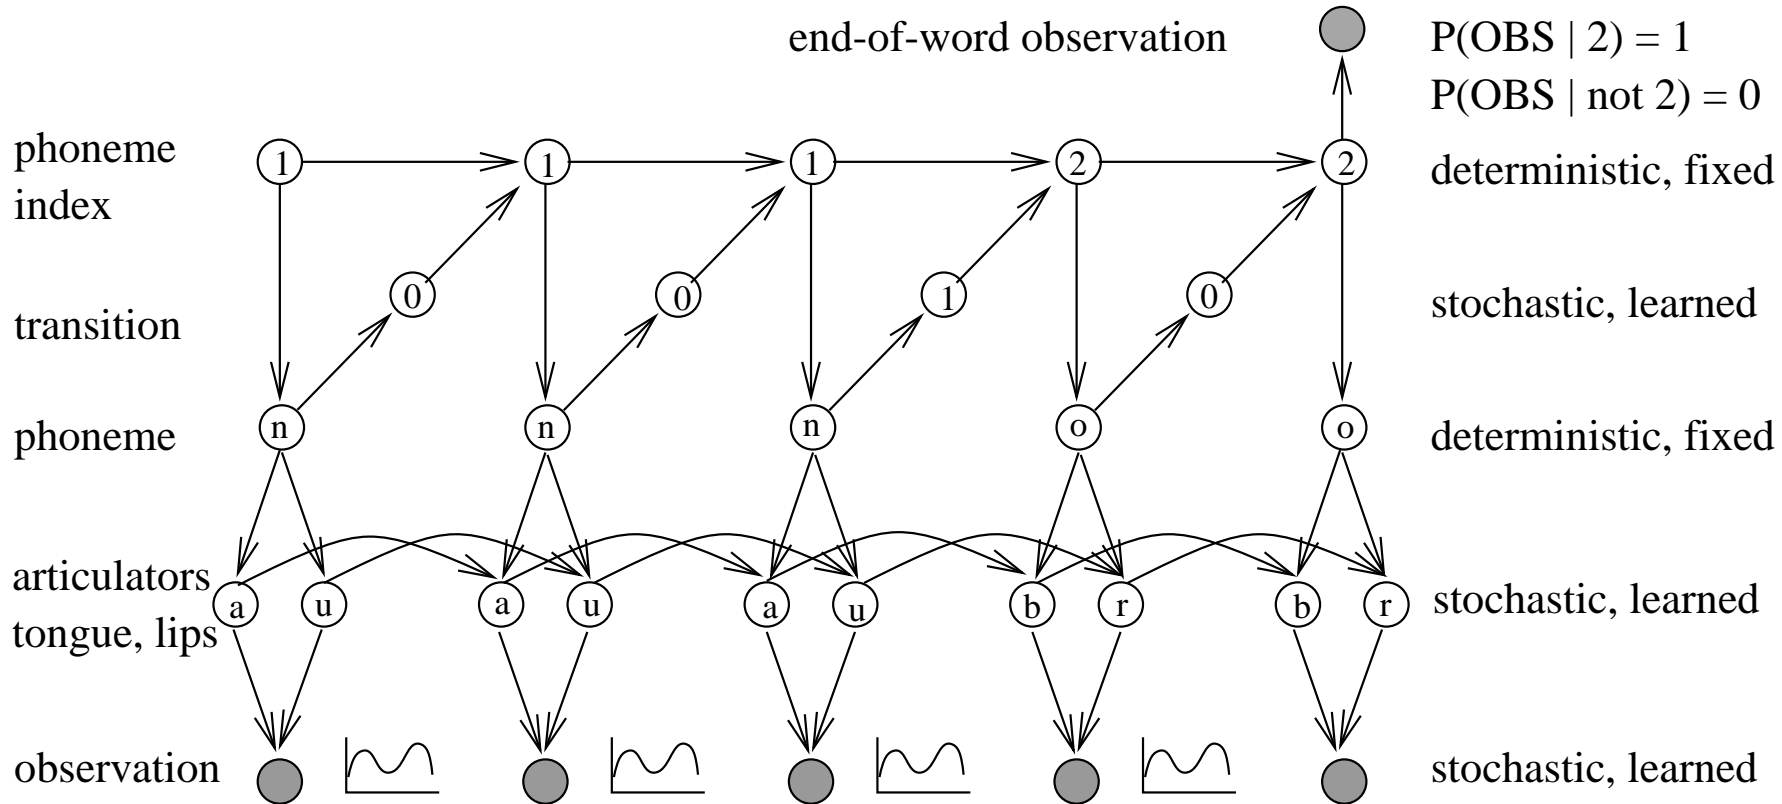 end-of-word observation
P(OBS | 2) = 1
P(OBS | not 2) = 0
phoneme
index
1 1 1 2 2
deterministic, fixed
transition
0 0 1 0
stochastic, learned
phoneme
n n n o o
deterministic, fixed
articulators
tongue, lips
a u a u a u b r b r
stochastic, learned
observation
stochastic, learned